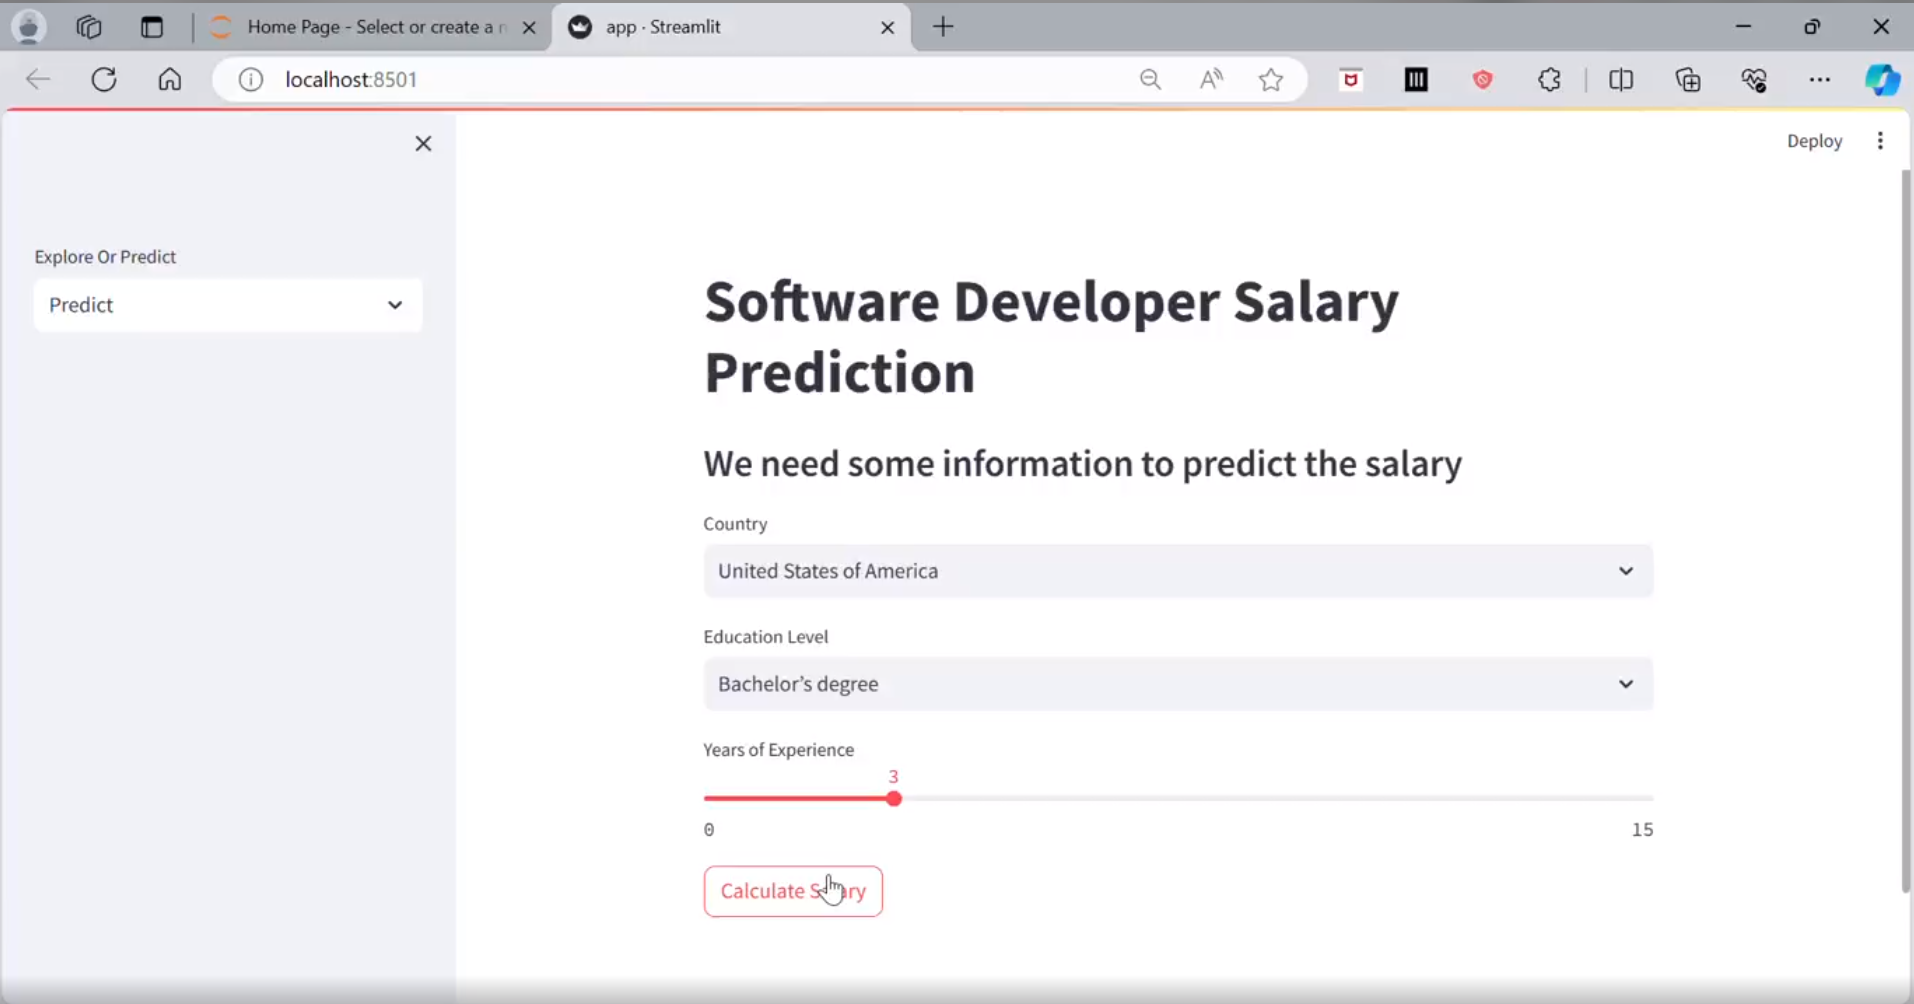 Home Page - Select or create a n
app · Streamlit
localhost:8501
Deploy
Explore Or Predict
Predict
Software Developer Salary
Prediction
We need some information to predict the salary
Country
United States of America
Education Level
Bachelor’s degree
Years of Experience
3
0
15
Calculate Salary